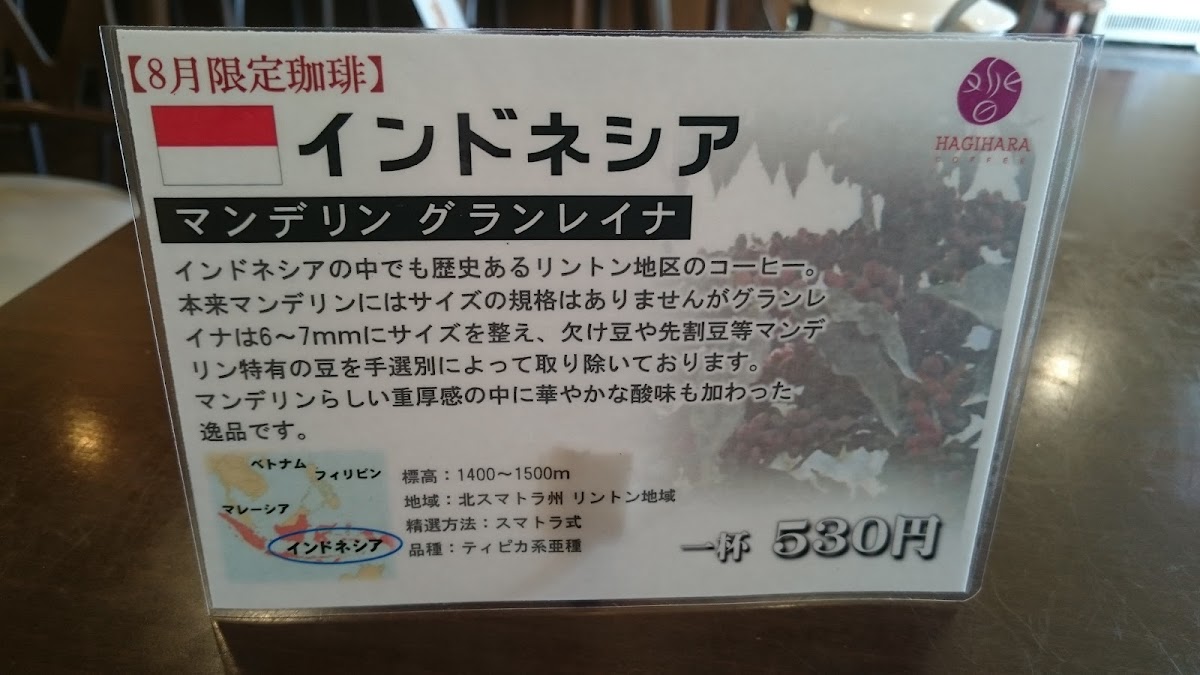 【8月限定珈琲】
インドネシア
HAGIHARA
COFFEE
マンデリン グランレイナ
インドネシアの中でも歴史あるリントン地区のコーヒー。
本来マンデリンにはサイズの規格はありませんがグランレ
イナは6～7mmにサイズを整え、欠け豆や先割豆等マンデ
リン特有の豆を手選別によって取り除いております。
マンデリンらしい重厚感の中に華やかな酸味も加わった
逸品です。
ベトナム
フィリピン
マレーシア
インドネシア
標高：1400～1500m
地域：北スマトラ州 リントン地域
精選方法：スマトラ式
品種：ティピカ系亜種
一杯 530円